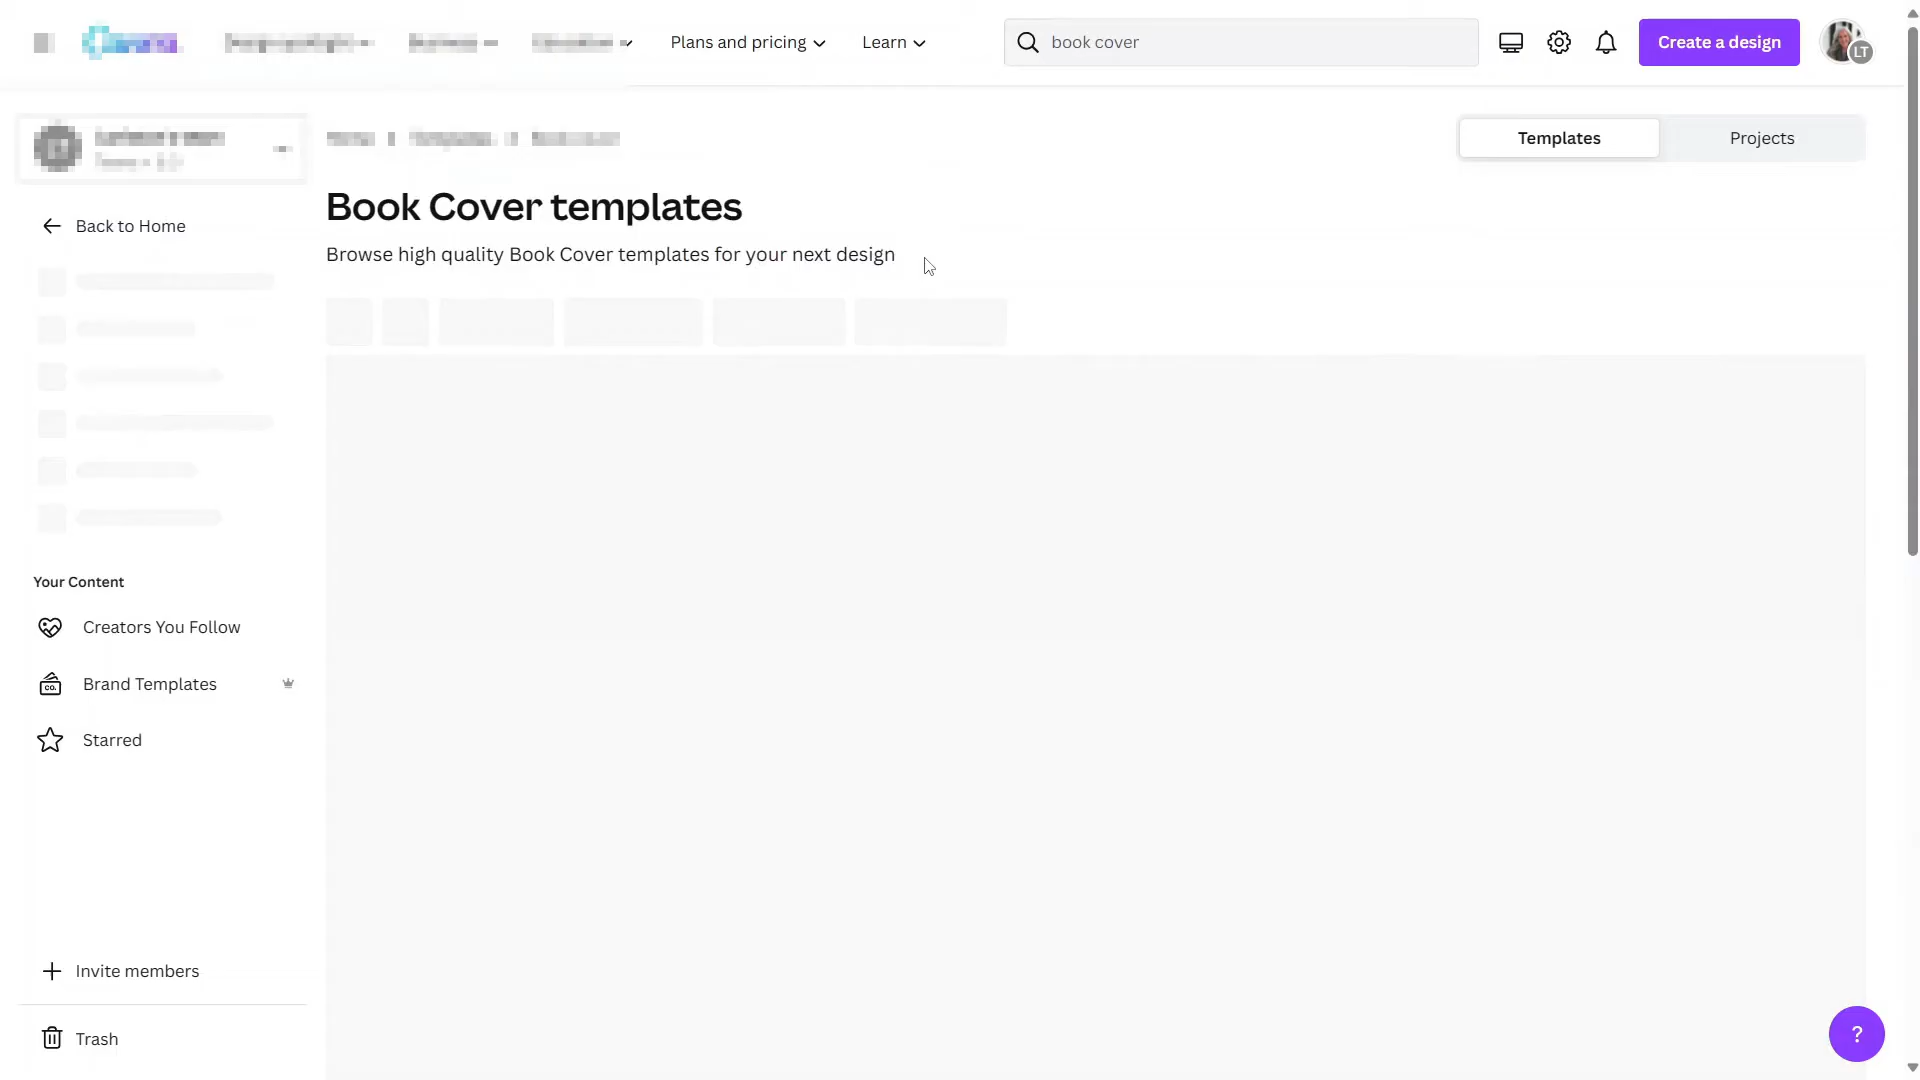 Plans and pricing
Learn
book cover
Create a design
LT
Templates
Projects
Book Cover templates
Browse high quality Book Cover templates for your next design
Back to Home
Your Content
Creators You Follow
CO.
Brand Templates
Starred
Invite members
Trash
?